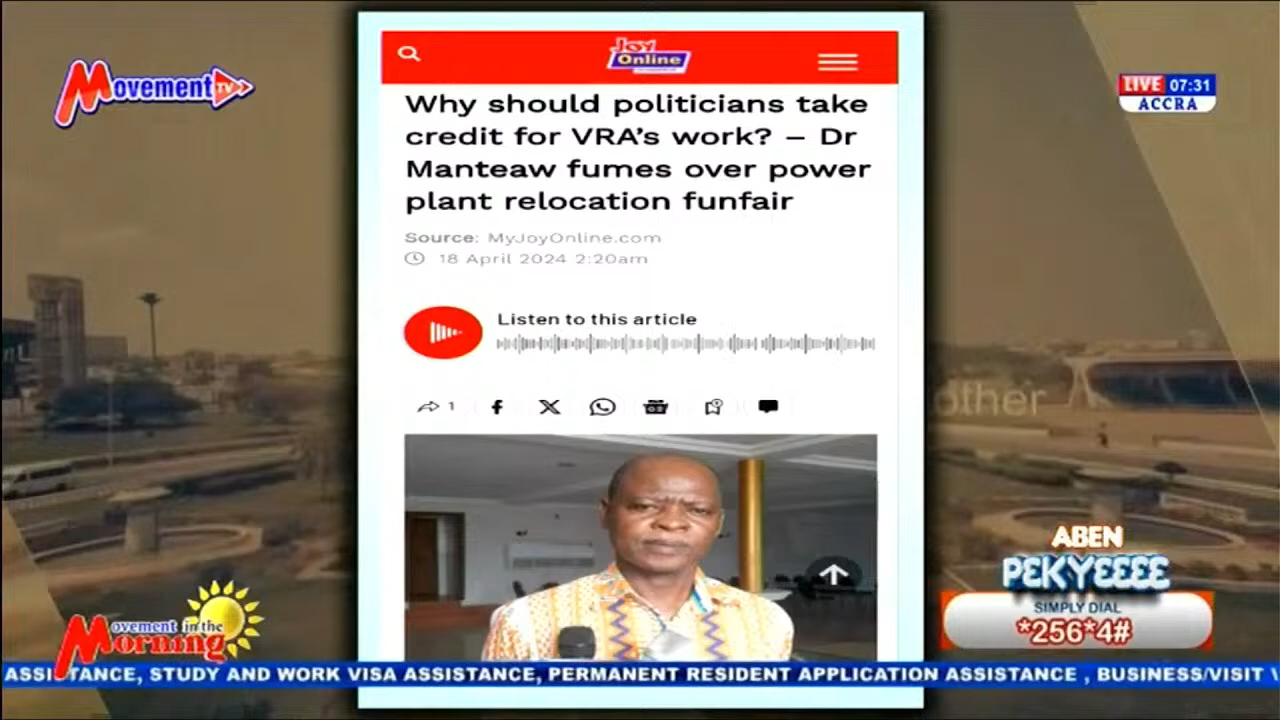 Movement TV
LIVE 07:31
ACCRA
Joy
Online
Why should politicians take
credit for VRA's work? – Dr
Manteaw fumes over power
plant relocation funfair
Source: MyJoyOnline.com
18 April 2024 2:20am
Listen to this article
1
other
ABEN
PEKYEEEE
SIMPLY DIAL
*256*4#
Movement in the
Morning
ASSISTANCE, STUDY AND WORK VISA ASSISTANCE, PERMANENT RESIDENT APPLICATION ASSISTANCE , BUSINESS/VISIT